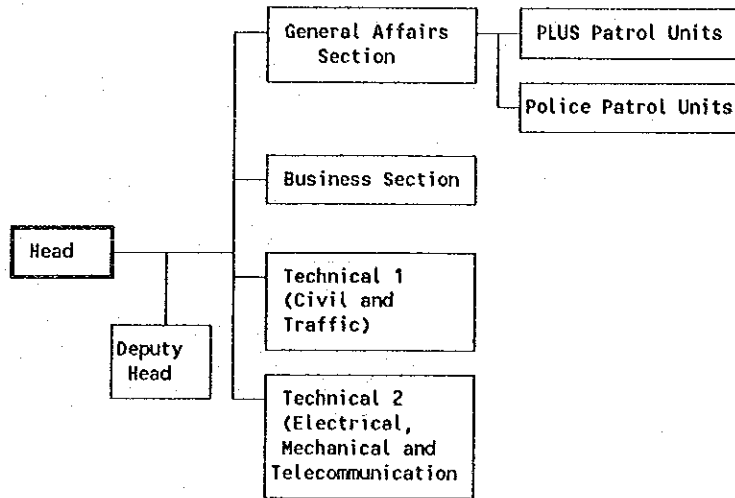 General Affairs
Section
PLUS Patrol Units
Police Patrol Units
Business Section
Head
Technical 1
(Civil and
Traffic)
Deputy
Head
Technical 2
(Electrical,
Mechanical and
Telecommunication